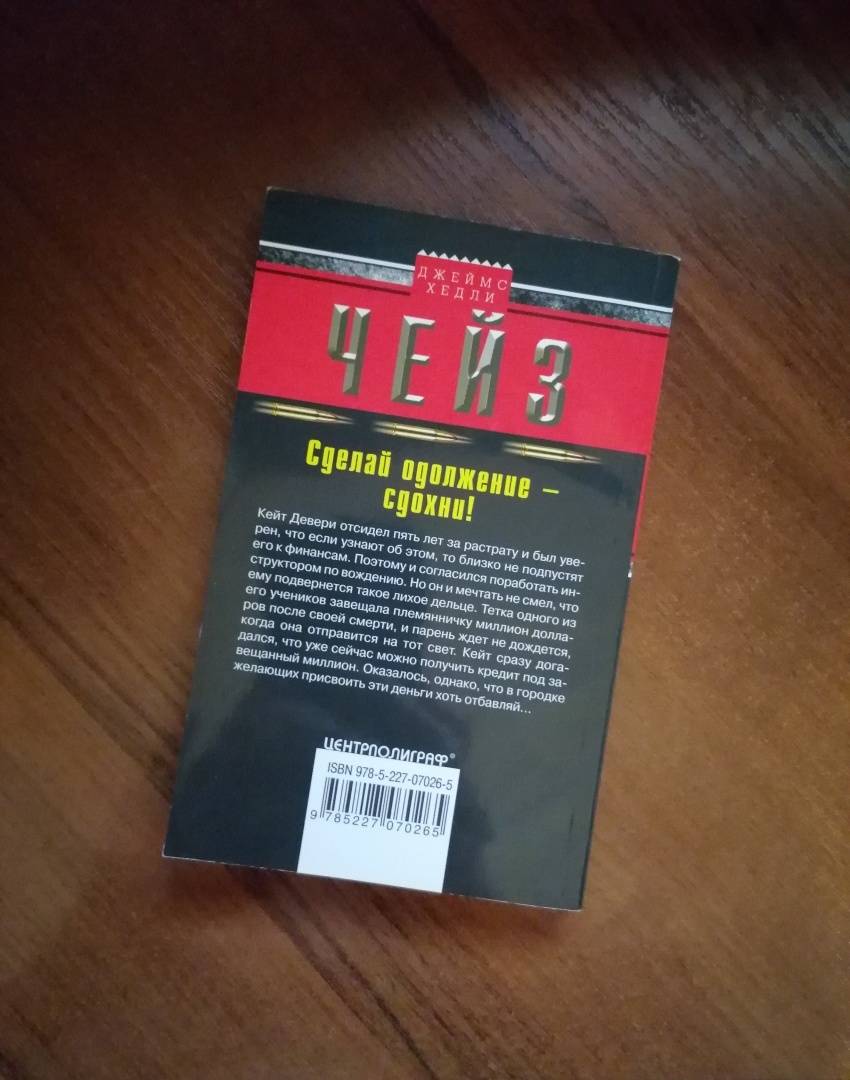 ДЖЕЙМС
ХЕДЛИ
ЧЕЙЗ
Сделай одолжение –
сдохни!
Кейт Девери отсидел пять лет за растрату и был уве-
рен, что если узнают об этом, то близко не подпустят
его к финансам. Поэтому и согласился поработать ин-
структором по вождению. Но он и мечтать не смел, что
ему подвернется такое лихое дельце. Тетка одного из
его учеников завещала племянничку миллион долла-
ров после своей смерти, и парень ждет не дождется,
когда она отправится на тот свет. Кейт сразу дога-
дался, что уже сейчас можно получить кредит под за-
вещанный миллион. Оказалось, однако, что в городке
желающих присвоить эти деньги хоть отбавляй...
ЦЕНТРПОЛИГРАФ®
ISBN 978-5-227-07026-5
9 785227 070265